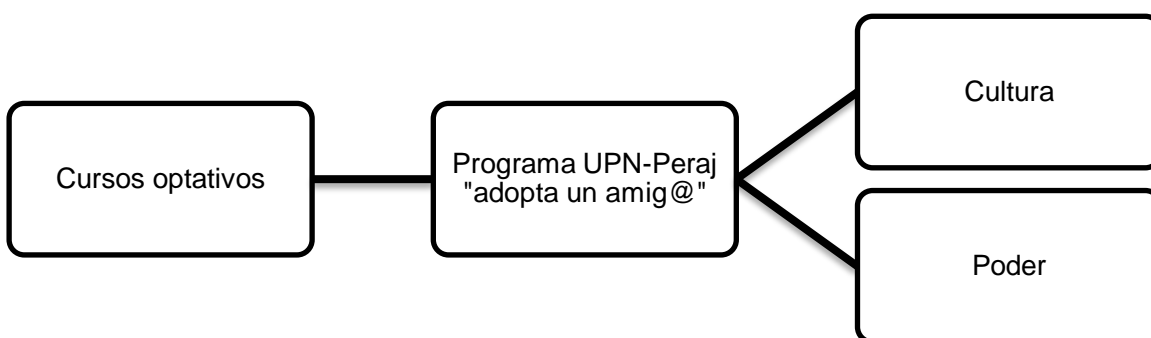 Cursos optativos
Programa UPN-Peraj
"adopta un amig@"
Cultura
Poder